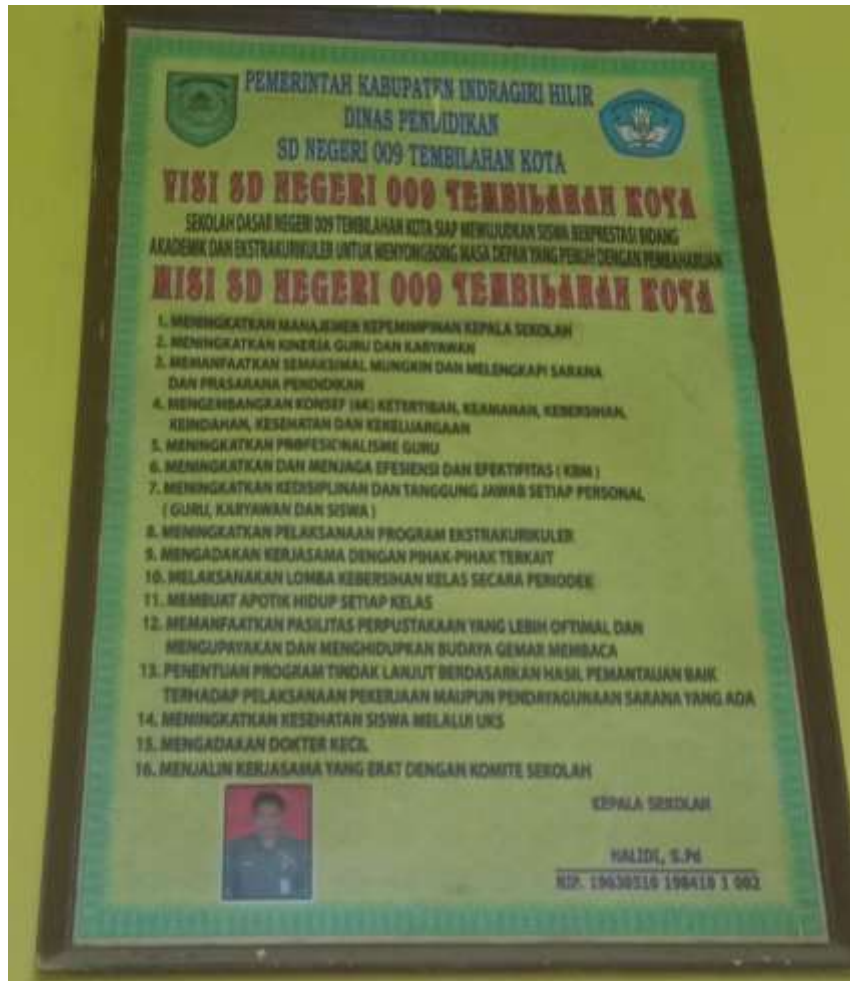 PEMERINTAH KABUPATEN INDRAGIRI HILIR
DINAS PENDIDIKAN
SD NEGERI 009 TEMBILAHAN KOTA
VISI SD NEGERI 009 TEMBILAHAN KOTA
SEKOLAH DASAR NEGERI 009 TEMBILAHAN KOTA SIAP MEWUJUDKAN SISWA BERPRESTASI BIDANG
AKADEMIK DAN EKSTRAKURIKULER UNTUK MENYONGSONG MASA DEPAN YANG PENUH DENGAN PEMBAHARUAN
MISI SD NEGERI 009 TEMBILAHAN KOTA
1. MENINGKATKAN MANAJEMEN KEPEMIMPINAN KEPALA SEKOLAH
2. MENINGKATKAN KINERJA GURU DAN KARYAWAN
3. MEMANFAATKAN SEMAKSIMAL MUNGKIN DAN MELENGKAPI SARANA
DAN PRASARANA PENDIDIKAN
4. MENGEMBANGKAN KONSEF (6K) KETERTIBAN, KEAMANAN, KEBERSIHAN,
KEINDAHAN, KESEHATAN DAN KEKELUARGAAN
5. MENINGKATKAN PROFESIONALISME GURU
6. MENINGKATKAN DAN MENJAGA EFESIENSI DAN EFEKTIFITAS ( KBM )
7. MENINGKATKAN KEDISIPLINAN DAN TANGGUNG JAWAB SETIAP PERSONAL
( GURU, KARYAWAN DAN SISWA )
8. MENINGKATKAN PELAKSANAAN PROGRAM EKSTRAKURIKULER
9. MENGADAKAN KERJASAMA DENGAN PIHAK-PIHAK TERKAIT
10. MELAKSANAKAN LOMBA KEBERSIHAN KELAS SECARA PERIODEK
11. MEMBUAT APOTIK HIDUP SETIAP KELAS
12. MEMANFAATKAN PASILITAS PERPUSTAKAAN YANG LEBIH OFTIMAL DAN
MENGUPAYAKAN DAN MENGHIDUPKAN BUDAYA GEMAR MEMBACA
13. PENENTUAN PROGRAM TINDAK LANJUT BERDASARKAN HASIL PEMANTAUAN BAIK
TERHADAP PELAKSANAAN PEKERJAAN MAUPUN PENDAYAGUNAAN SARANA YANG ADA
14. MENINGKATKAN KESEHATAN SISWA MELALUI UKS
15. MENGADAKAN DOKTER KECIL
16. MENJALIN KERJASAMA YANG ERAT DENGAN KOMITE SEKOLAH
KEPALA SEKOLAH
HALIDI, S.Pd
NIP. 19630510 198410 1 002